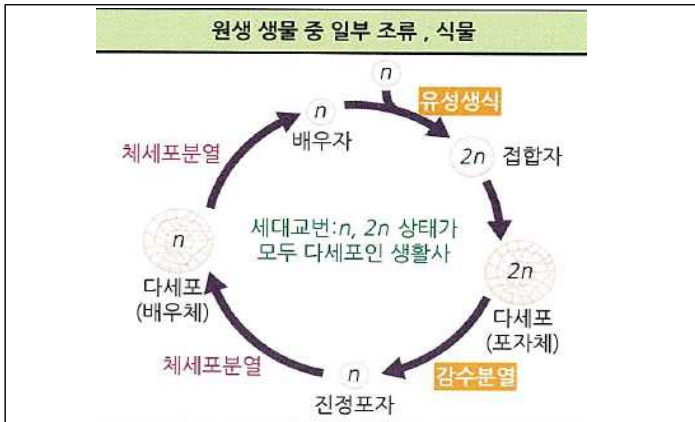 원생 생물 중 일부 조류 , 식물
n
유성생식
n
배우자
체세포분열
2n 접합자
세대교번:n, 2n 상태가
모두 다세포인 생활사
n
다세포
(배우체)
2n
다세포
(포자체)
체세포분열
감수분열
n
진정포자